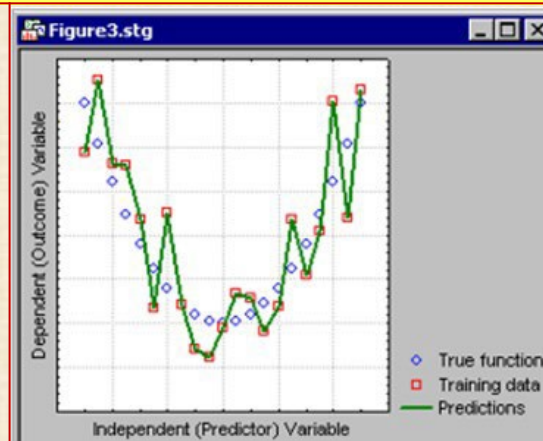 Figure3.stg
Dependent (Outcome) Variable
True function
Training data
Predictions
Independent (Predictor) Variable